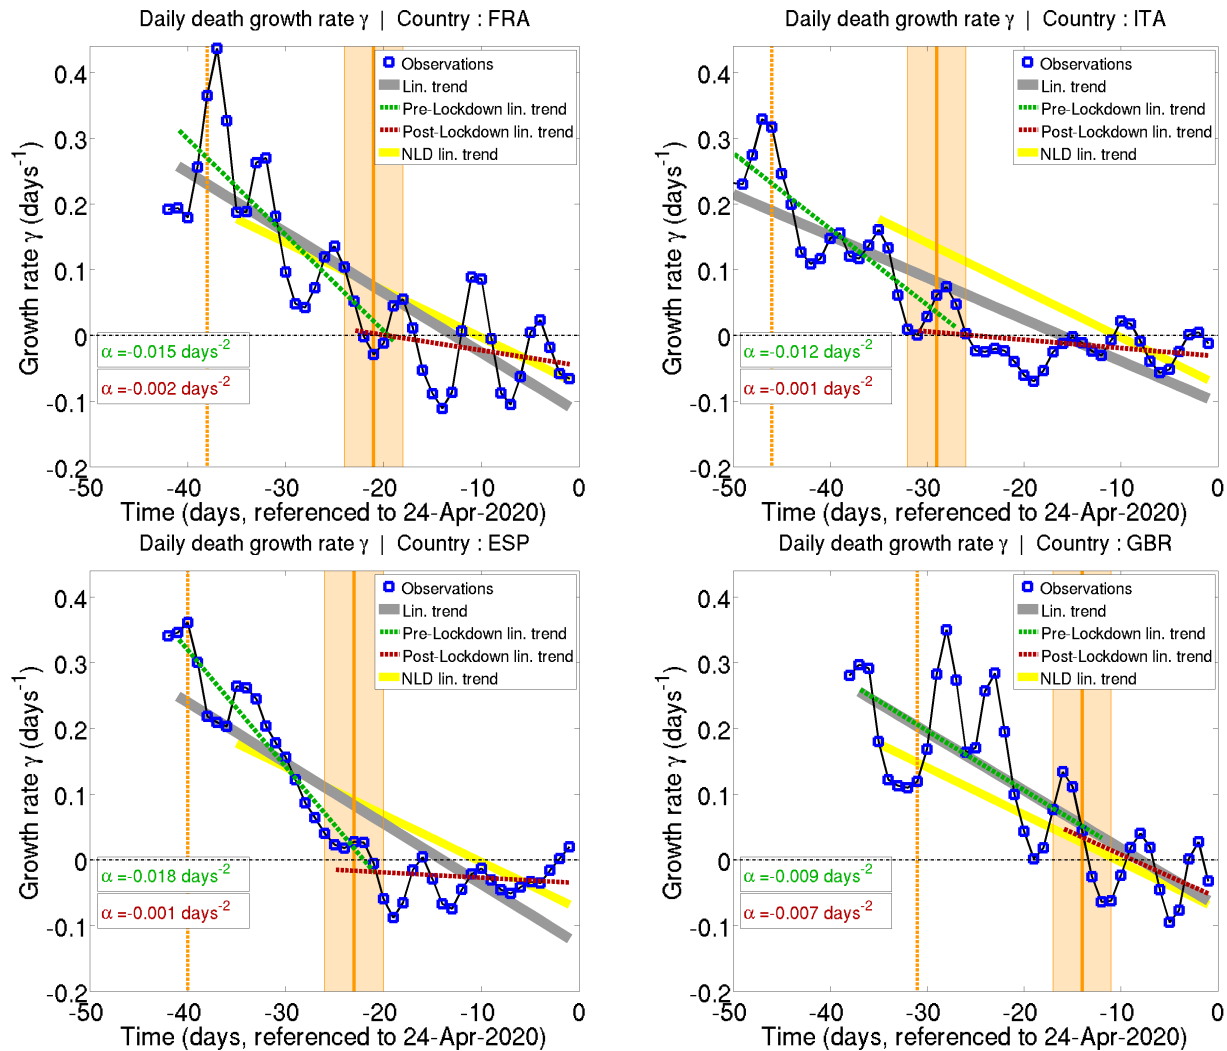 Daily death growth rate γ | Country : FRA
0.4
0.3
0.2
0.1
0
-0.1
-0.2
Growth rate γ (days⁻¹)
Observations
Lin. trend
Pre-Lockdown lin. trend
Post-Lockdown lin. trend
NLD lin. trend
α =-0.015 days⁻²
α =-0.002 days⁻²
-50 -40 -30 -20 -10 0
Time (days, referenced to 24-Apr-2020)
Daily death growth rate γ | Country : ITA
0.4
0.3
0.2
0.1
0
-0.1
-0.2
Growth rate γ (days⁻¹)
Observations
Lin. trend
Pre-Lockdown lin. trend
Post-Lockdown lin. trend
NLD lin. trend
α =-0.012 days⁻²
α =-0.001 days⁻²
-50 -40 -30 -20 -10 0
Time (days, referenced to 24-Apr-2020)
Daily death growth rate γ | Country : ESP
0.4
0.3
0.2
0.1
0
-0.1
-0.2
Growth rate γ (days⁻¹)
Observations
Lin. trend
Pre-Lockdown lin. trend
Post-Lockdown lin. trend
NLD lin. trend
α =-0.018 days⁻²
α =-0.001 days⁻²
-50 -40 -30 -20 -10 0
Time (days, referenced to 24-Apr-2020)
Daily death growth rate γ | Country : GBR
0.4
0.3
0.2
0.1
0
-0.1
-0.2
Growth rate γ (days⁻¹)
Observations
Lin. trend
Pre-Lockdown lin. trend
Post-Lockdown lin. trend
NLD lin. trend
α =-0.009 days⁻²
α =-0.007 days⁻²
-50 -40 -30 -20 -10 0
Time (days, referenced to 24-Apr-2020)